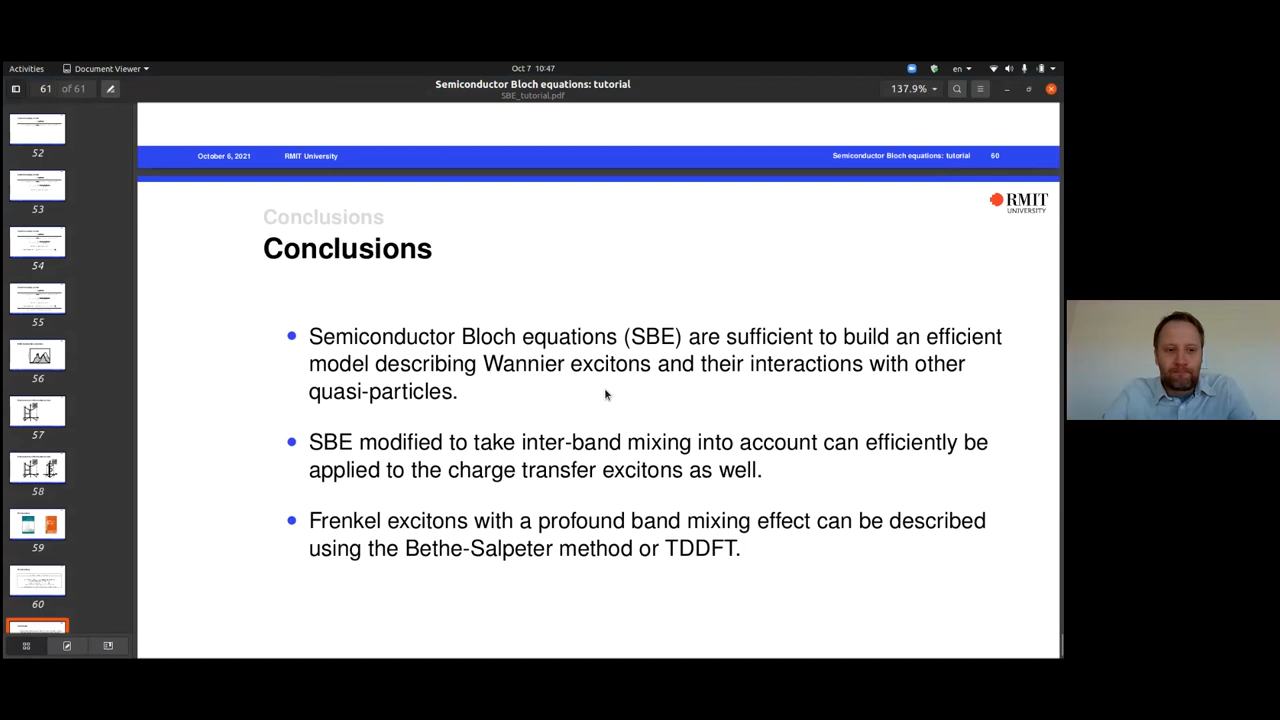 Activities
Document Viewer
Oct 7 10:47
en
61 of 61
Semiconductor Bloch equations: tutorial
SBE_tutorial.pdf
137.9%
52
53
54
55
56
57
58
59
60
October 6, 2021
RMIT University
Semiconductor Bloch equations: tutorial
60
RMIT
UNIVERSITY
Conclusions
Conclusions
Semiconductor Bloch equations (SBE) are sufficient to build an efficient
model describing Wannier excitons and their interactions with other
quasi-particles.
SBE modified to take inter-band mixing into account can efficiently be
applied to the charge transfer excitons as well.
Frenkel excitons with a profound band mixing effect can be described
using the Bethe-Salpeter method or TDDFT.